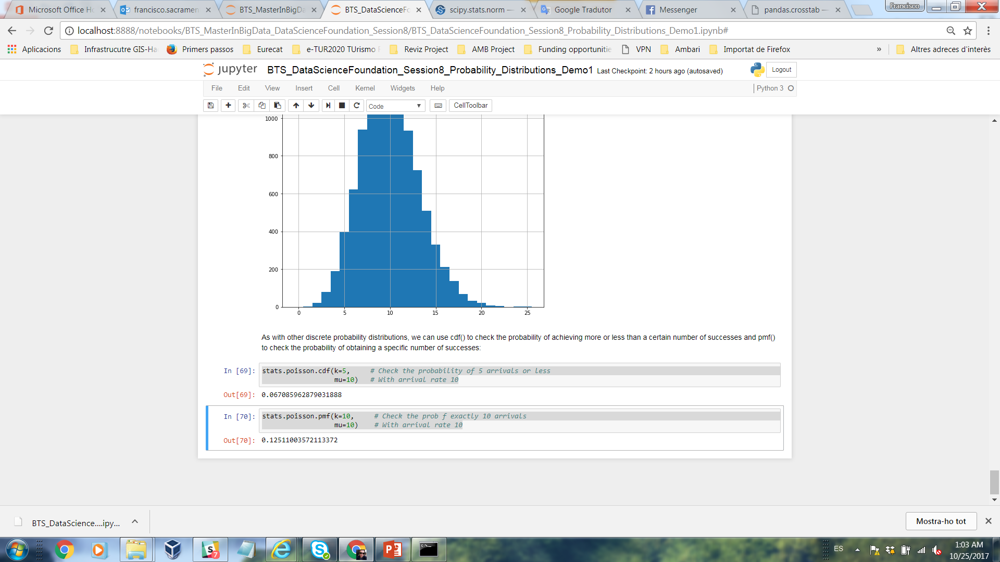 Microsoft Office Ho
francisco.sacramen
BTS_MasterInBigDa
BTS_DataScienceFo
scipy.stats.norm —
Google Tradutor
Messenger
pandas.crosstab —
Francisco
localhost:8888/notebooks/BTS_MasterInBigData_DataScienceFoundation_Session8/BTS_DataScienceFoundation_Session8_Probability_Distributions_Demo1.ipynb#
Aplicacions
Infrastrucutre GIS-Ha
Primers passos
Eurecat
e-TUR2020 TUrismo F
Reviz Project
AMB Project
Funding opportunitie
VPN
Ambari
Importat de Firefox
»
Altres adreces d'interès
jupyter BTS_DataScienceFoundation_Session8_Probability_Distributions_Demo1 Last Checkpoint: 2 hours ago (autosaved)
Logout
File Edit View Insert Cell Kernel Widgets Help
Python 3
Code
CellToolbar
1000
800
600
400
200
0
0 5 10 15 20 25
As with other discrete probability distributions, we can use cdf() to check the probability of achieving more or less than a certain number of successes and pmf()
to check the probability of obtaining a specific number of successes:
In [69]: stats.poisson.cdf(k=5, # Check the probability of 5 arrivals or less
mu=10) # With arrival rate 10
Out[69]: 0.067085962879031888
In [70]: stats.poisson.pmf(k=10, # Check the prob f exactly 10 arrivals
mu=10) # With arrival rate 10
Out[70]: 0.12511003572113372
BTS_DataScience....ipy...
Mostra-ho tot
7
ES
1:03 AM
10/25/2017